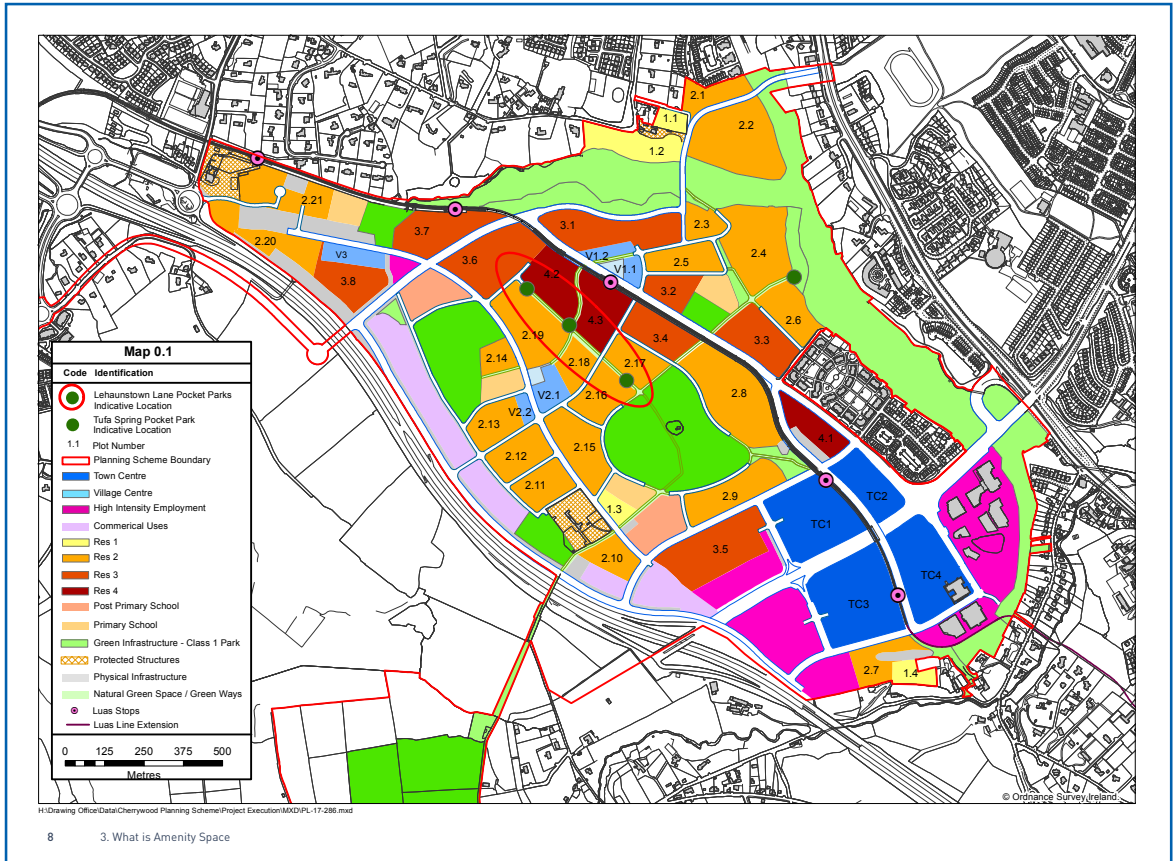 2.1
2.2
1.1
1.2
2.21
2.20
V3
3.7
3.8
3.6
3.1
2.3
V1.2
V1.1
2.5
2.4
4.2
3.2
2.6
4.3
3.4
3.3
2.19
2.14
2.18
2.17
2.16
V2.1
V2.2
2.8
2.13
2.15
4.1
2.12
2.11
2.9
1.3
TC2
TC1
3.5
2.10
TC4
TC3
2.7
1.4
Map 0.1
Code Identification
Lehaunstown Lane Pocket Parks
Indicative Location
Tufa Spring Pocket Park
Indicative Location
1.1 Plot Number
Planning Scheme Boundary
Town Centre
Village Centre
High Intensity Employment
Commerical Uses
Res 1
Res 2
Res 3
Res 4
Post Primary School
Primary School
Green Infrastructure - Class 1 Park
Protected Structures
Physical Infrastructure
Natural Green Space / Green Ways
Luas Stops
Luas Line Extension
0 125 250 375 500
Metres
© Ordnance Survey Ireland.
H:\Drawing Office\Data\Cherrywood Planning Scheme\Project Execution\MXD\PL-17-286.mxd
8 3. What is Amenity Space